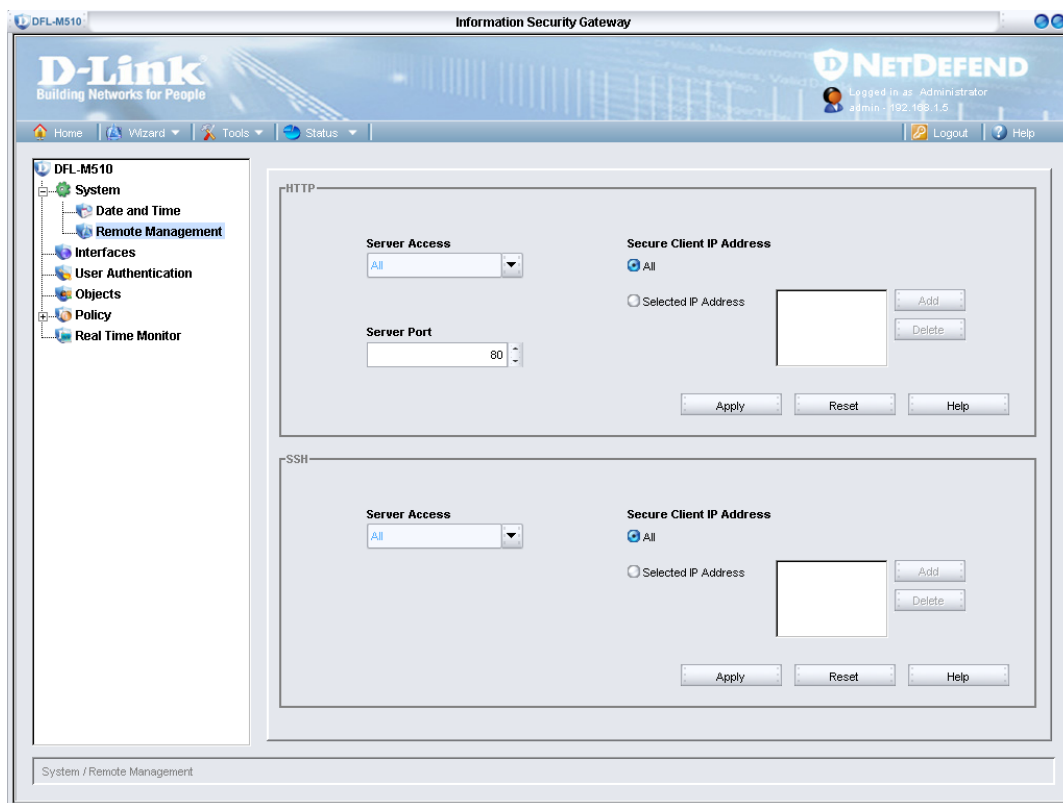 DFL-M510
Information Security Gateway
D-Link
Building Networks for People
NETDEFEND
Logged in as Administrator
admin - 192.168.1.5
Home Wizard Tools Status Logout Help
DFL-M510
System
Date and Time
Remote Management
Interfaces
User Authentication
Objects
Policy
Real Time Monitor
HTTP
Server Access
All
Server Port
80
Secure Client IP Address
All
Selected IP Address
Add
Delete
Apply Reset Help
SSH
Server Access
All
Secure Client IP Address
All
Selected IP Address
Add
Delete
Apply Reset Help
System / Remote Management